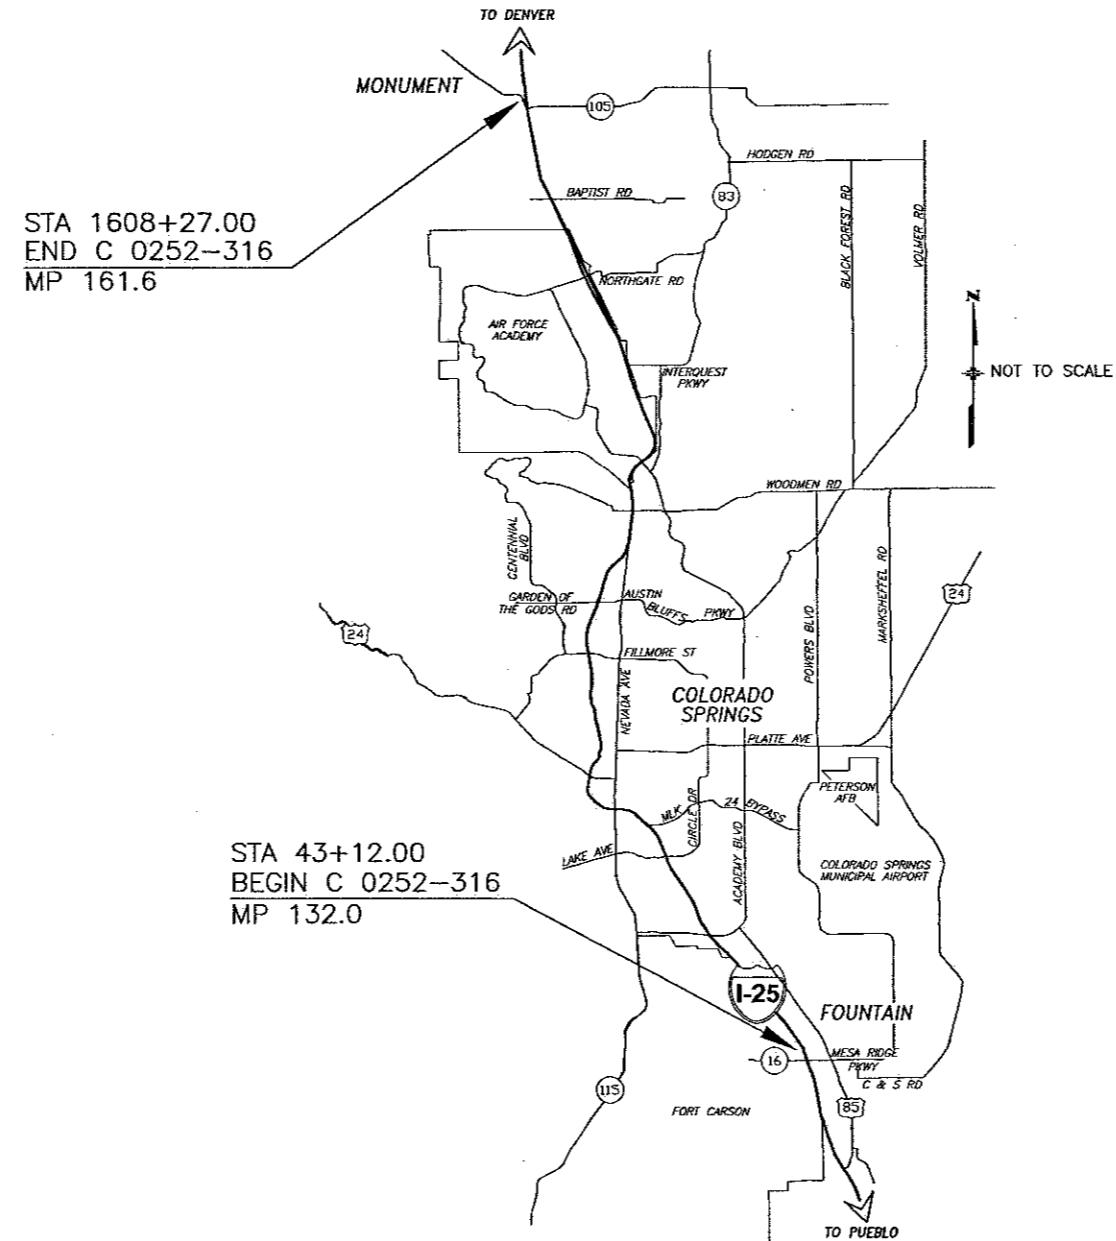 TO DENVER
MONUMENT
105
HODGEN RD
BAPTIST RD
83
BLACK FOREST RD
VOLMER RD
STA 1608+27.00
END C 0252-316
MP 161.6
NORTHGATE RD
AIR FORCE
ACADEMY
N
NOT TO SCALE
INTERQUEST
PKWY
WOODMEN RD
CENTENNIAL
BLVD
GARDEN OF
THE GODS RD
AUSTIN
BLUFFS PKWY
POWERS BLVD
MARKSHEFFEL RD
24
24
FILLMORE ST
NEVADA AVE
COLORADO
SPRINGS
PLATTE AVE
PETERSON
AFB
MLK
CIRCLE DR
24 BYPASS
ACADEMY BLVD
LAKE AVE
COLORADO SPRINGS
MUNICIPAL AIRPORT
STA 43+12.00
BEGIN C 0252-316
MP 132.0
I-25
FOUNTAIN
16
MESA RIDGE
PKWY
C & S RD
115
FORT CARSON
85
TO PUEBLO